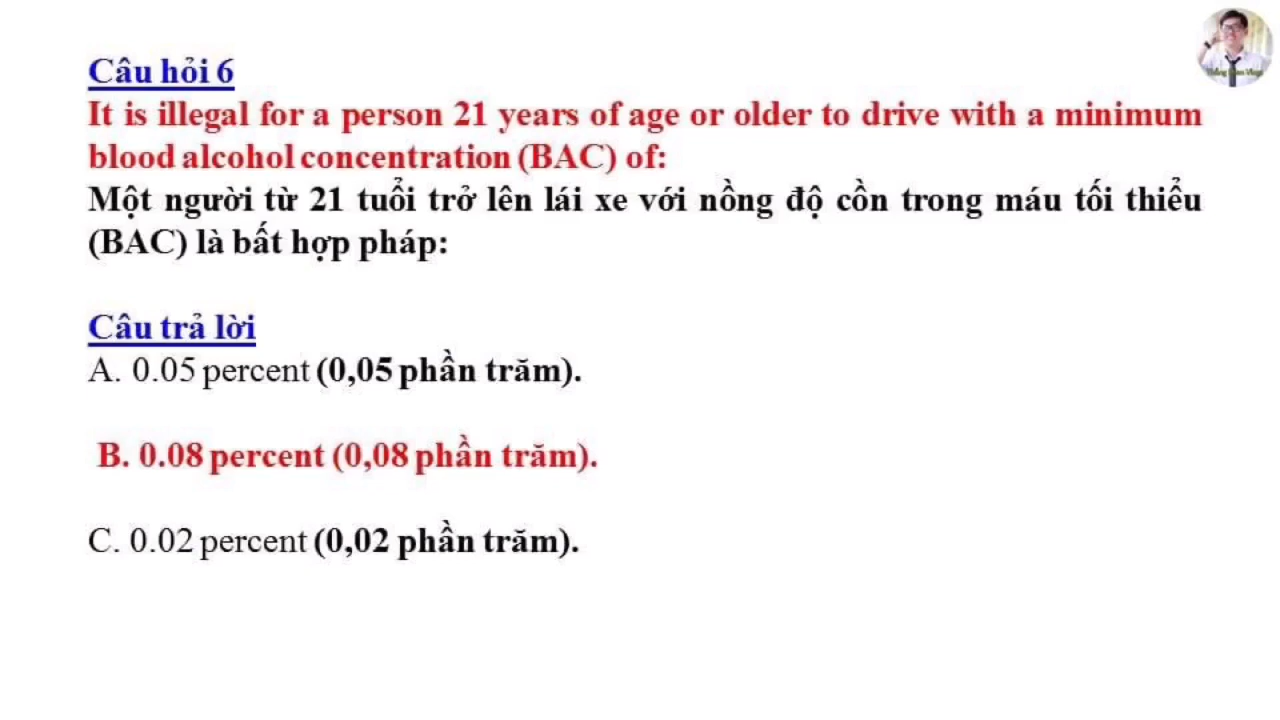 Câu hỏi 6
It is illegal for a person 21 years of age or older to drive with a minimum
blood alcohol concentration (BAC) of:
Một người từ 21 tuổi trở lên lái xe với nồng độ cồn trong máu tối thiểu
(BAC) là bất hợp pháp:
Câu trả lời
A. 0.05 percent (0,05 phần trăm).
B. 0.08 percent (0,08 phần trăm).
C. 0.02 percent (0,02 phần trăm).